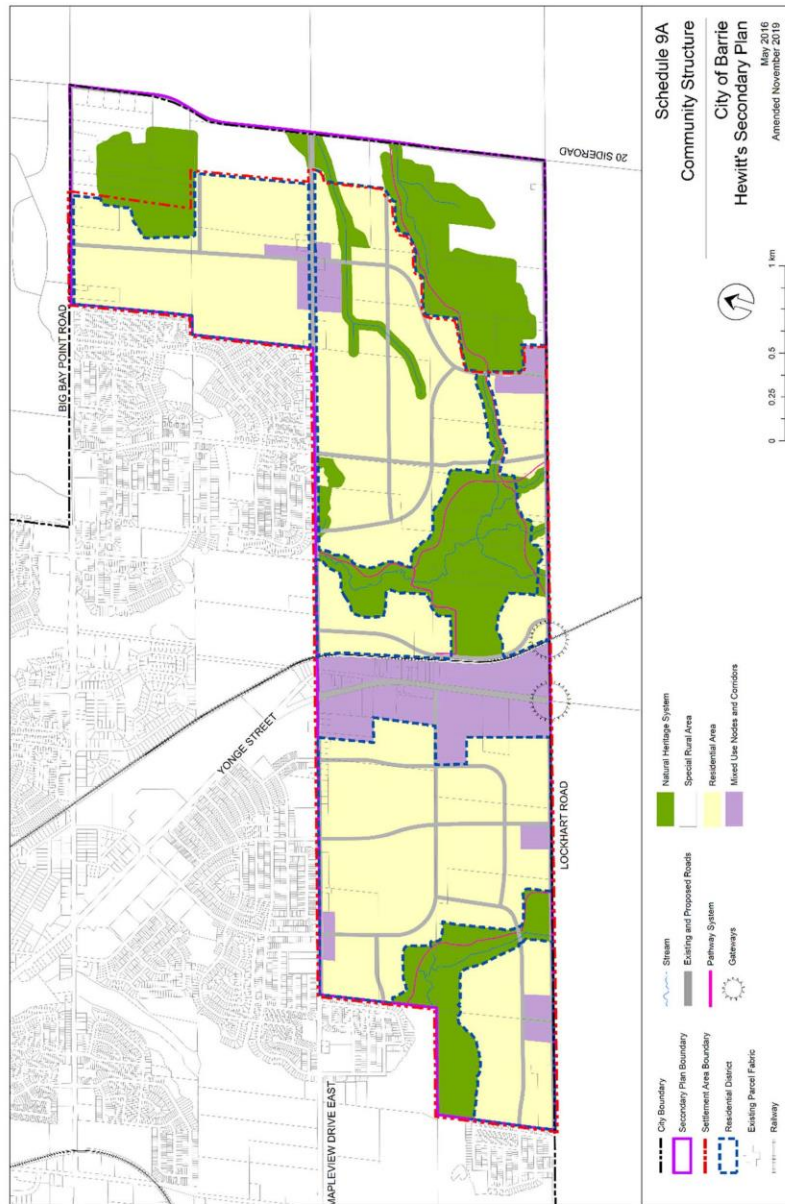 Schedule 9A
Community Structure
City of Barrie
Hewitt's Secondary Plan
May 2016
Amended November 2019
BIG BAY POINT ROAD
20 SIDEROAD
YONGE STREET
MAPLEVIEW DRIVE EAST
LOCKHART ROAD
City Boundary
Secondary Plan Boundary
Settlement Area Boundary
Residential District
Existing Parcel Fabric
Railway
Stream
Existing and Proposed Roads
Pathway System
Gateways
Natural Heritage System
Special Rural Area
Residential Area
Mixed Use Nodes and Corridors
0 0.25 0.5 1 km